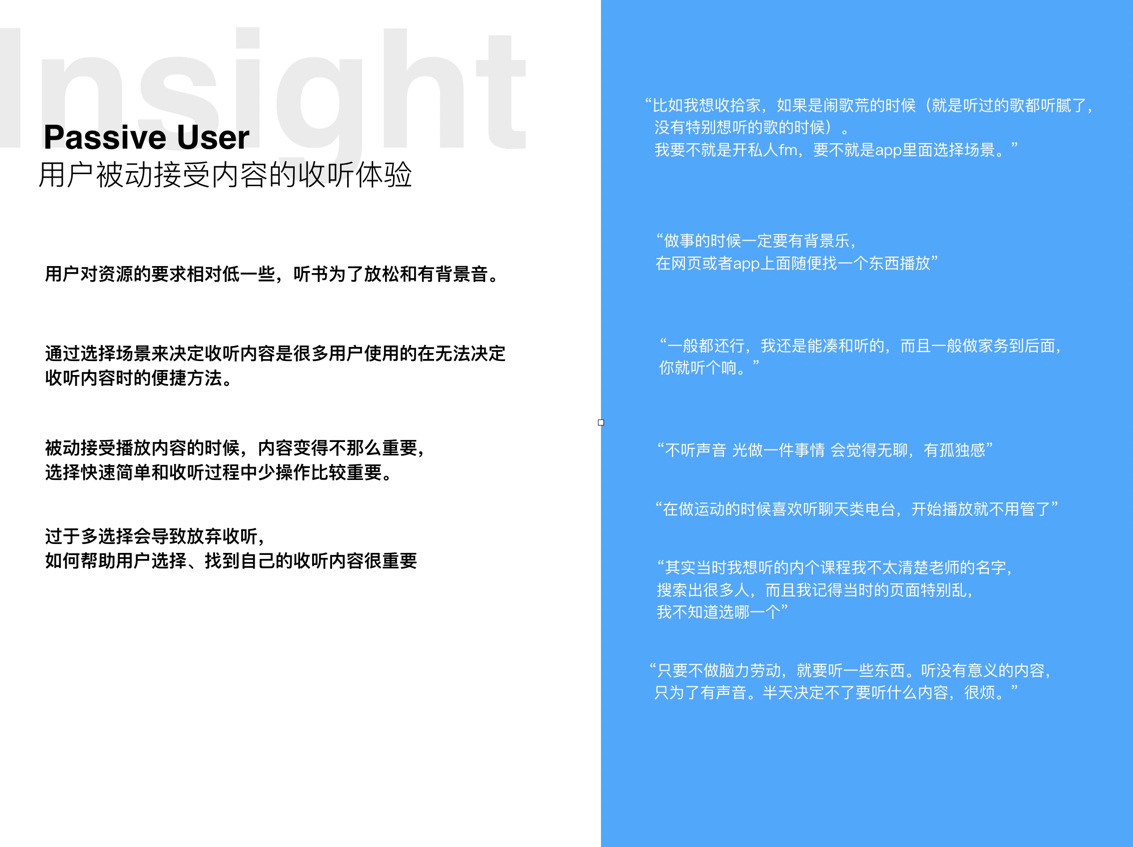 Insight
Passive User
用户被动接受内容的收听体验
用户对资源的要求相对低一些，听书为了放松和有背景音。
通过选择场景来决定收听内容是很多用户使用的在无法决定
收听内容时的便捷方法。
被动接受播放内容的时候，内容变得不那么重要，
选择快速简单和收听过程中少操作比较重要。
过于多选择会导致放弃收听，
如何帮助用户选择、找到自己的收听内容很重要
“比如我想收拾家，如果是闹歌荒的时候（就是听过的歌都听腻了，
没有特别想听的歌的时候）。
我要不就是开私人fm，要不就是app里面选择场景。”
“做事的时候一定要有背景乐，
在网页或者app上面随便找一个东西播放”
“一般都还行，我还是能凑和听的，而且一般做家务到后面，
你就听个响。”
“不听声音 光做一件事情 会觉得无聊，有孤独感”
“在做运动的时候喜欢听聊天类电台，开始播放就不用管了”
“其实当时我想听的内个课程我不太清楚老师的名字，
搜索出很多人，而且我记得当时的页面特别乱，
我不知道选哪一个”
“只要不做脑力劳动，就要听一些东西。听没有意义的内容，
只为了有声音。半天决定不了要听什么内容，很烦。”